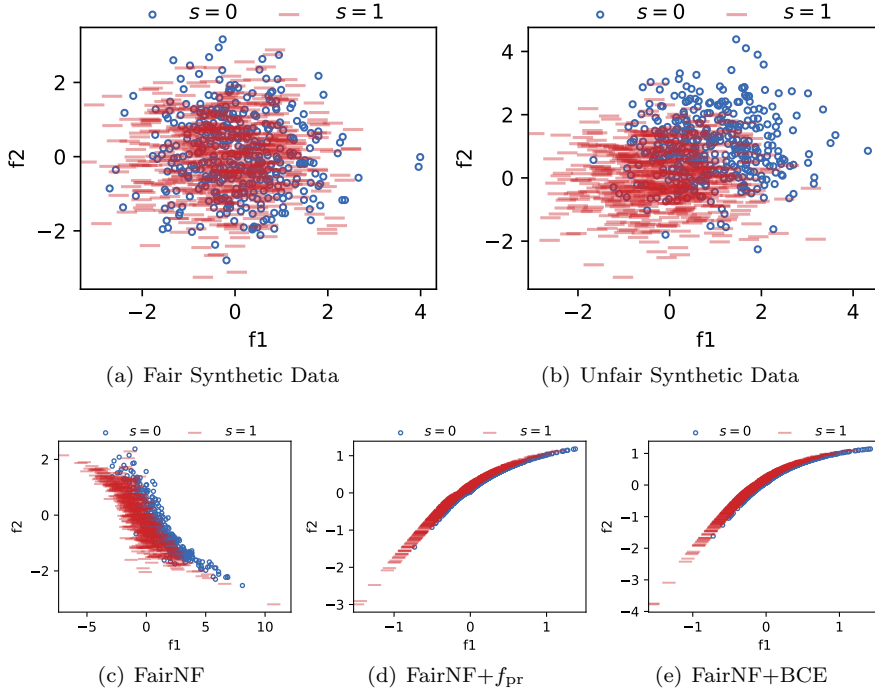 s = 0 s = 1
s = 0 s = 1
2
0
−2
f2
−2 0 2 4
f1
4
2
0
−2
f2
−2 0 2 4
f1
(a) Fair Synthetic Data
(b) Unfair Synthetic Data
s = 0 s = 1
s = 0 s = 1
s = 0 s = 1
2
0
−2
f2
−5 0 5 10
f1
1
0
−1
−2
−3
f2
−1 0 1
f1
1
0
−1
−2
−3
−4
f2
−1 0 1
f1
(c) FairNF
(d) FairNF+fpr
(e) FairNF+BCE